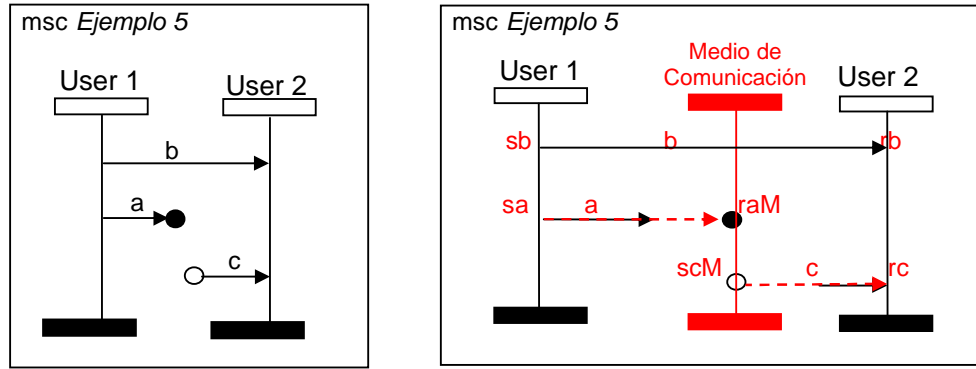 msc Ejemplo 5
User 1
User 2
b
a
c
msc Ejemplo 5
Medio de
Comunicación
User 1
User 2
sb
b
rb
sa
a
raM
scM
c
rc